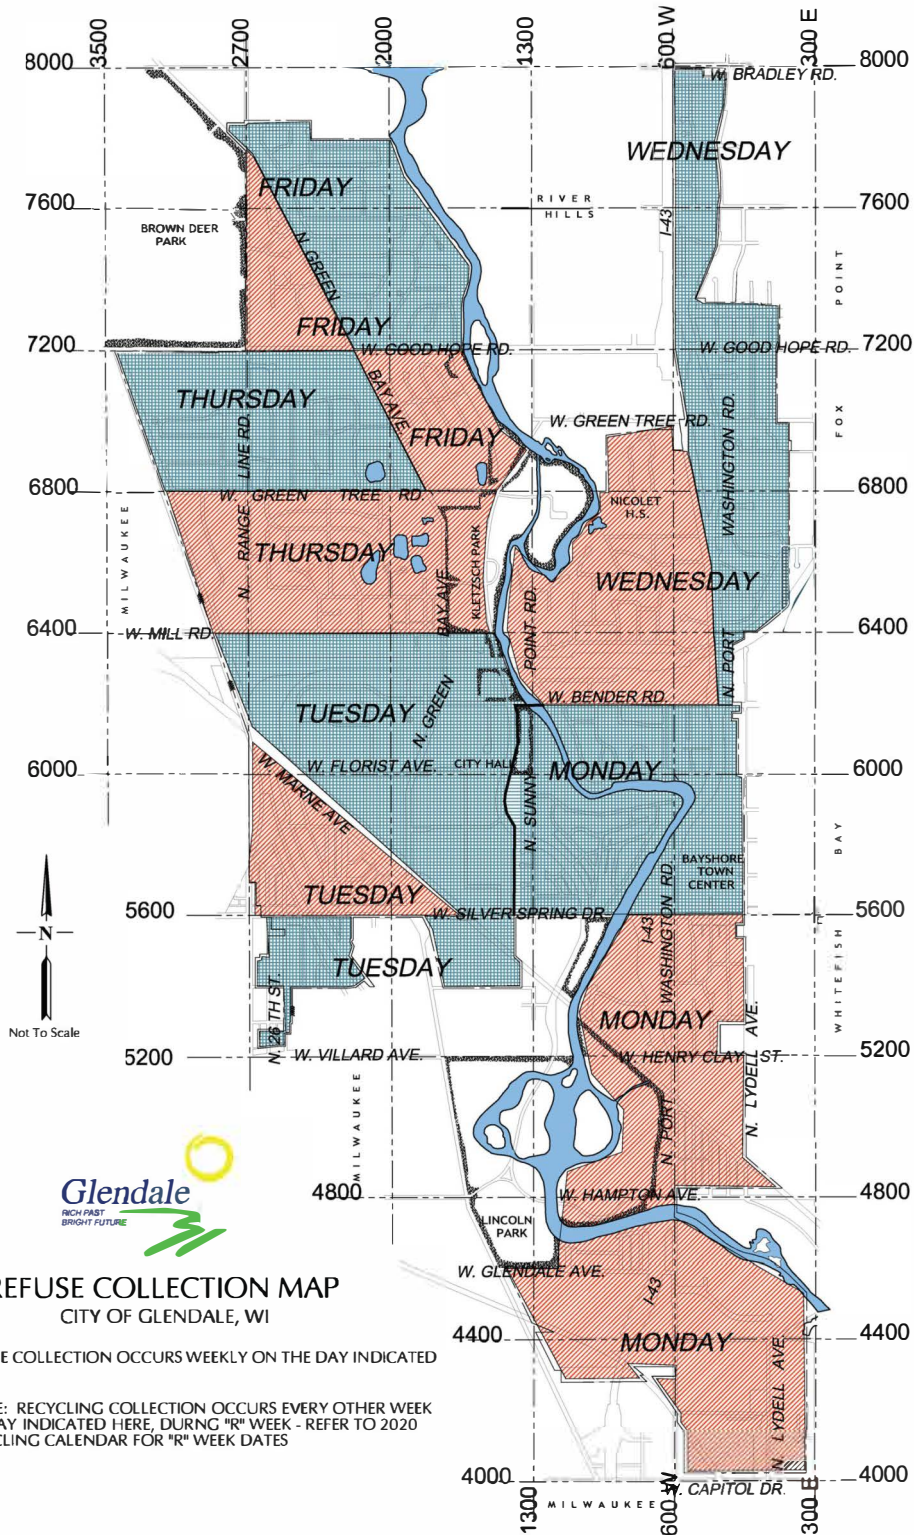 3500
2700
2000
1300
600 W
300 E
8000
8000
W. BRADLEY RD.
WEDNESDAY
FRIDAY
7600
RIVER
HILLS
I-43
7600
BROWN DEER
PARK
N. GREEN
POINT
FRIDAY
7200
W. GOOD HOPE RD.
W. GOOD HOPE RD.
7200
THURSDAY
BAY AVE.
LINE RD.
FRIDAY
W. GREEN TREE RD.
WASHINGTON RD.
FOX
6800
W. GREEN TREE RD.
NICOLET
H.S.
6800
MILWAUKEE
N. RANGE
THURSDAY
KLETZSCH PARK
BAY AVE
WEDNESDAY
POINT RD.
6400
W. MILL RD.
6400
N. PORT
W. BENDER RD.
TUESDAY
N. GREEN
6000
W. MARNE AVE
W. FLORIST AVE.
CITY HALL
MONDAY
6000
N. SUNNY
BAYSHORE
TOWN
CENTER
BAY
TUESDAY
WASHINGTON RD.
N
5600
W. SILVER SPRING DR.
I-43
5600
TUESDAY
WHITEFISH
N. 26 TH ST.
Not To Scale
MONDAY
5200
W. VILLARD AVE.
W. HENRY CLAY ST.
5200
N. LYDELL AVE.
MILWAUKEE
N. PORT
Glendale
RICH PAST
BRIGHT FUTURE
4800
W. HAMPTON AVE.
4800
LINCOLN
PARK
W. GLENDALE AVE.
REFUSE COLLECTION MAP
CITY OF GLENDALE, WI
I-43
4400
MONDAY
4400
E COLLECTION OCCURS WEEKLY ON THE DAY INDICATED
N. LYDELL AVE.
E: RECYCLING COLLECTION OCCURS EVERY OTHER WEEK
AY INDICATED HERE, DURNG "R" WEEK - REFER TO 2020
CLING CALENDAR FOR "R" WEEK DATES
4000
4000
W. CAPITOL DR.
MILWAUKEE
1300
600 W
300 E